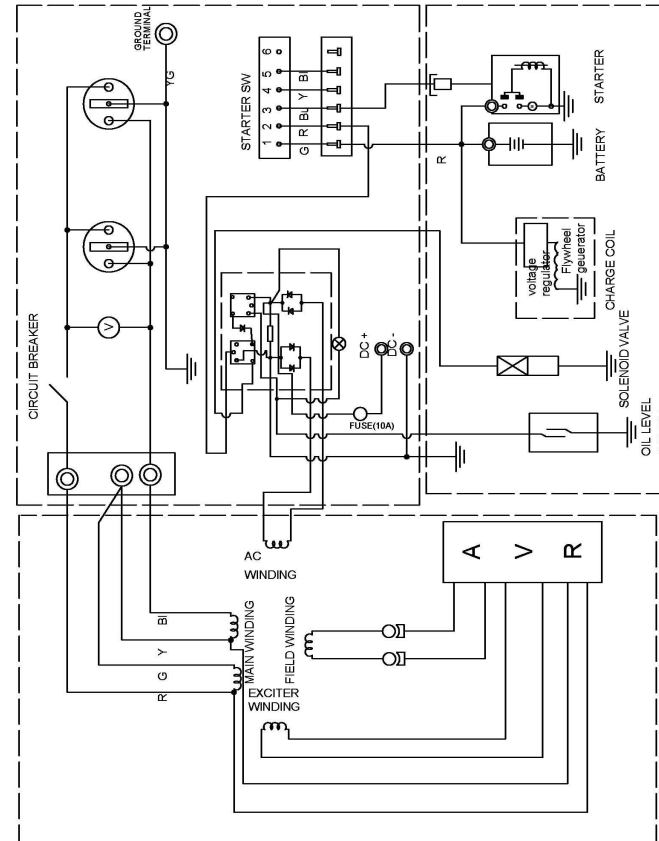 GROUND
TERMINAL
YG
STARTER SW
6
5
4
3
2
1
Bl
Y
BL
R
G
R
STARTER
BATTERY
voltage
regulator
Flywheel
geuerator
CHARGE COIL
SOLENOID VALVE
OIL LEVEL
V
CIRCUIT BREAKER
DC +
DC -
FUSE(10A)
AC
WINDING
MAIN WINDING
FIELD WINDING
EXCITER
WINDING
Bl
Y
G
R
A
V
R